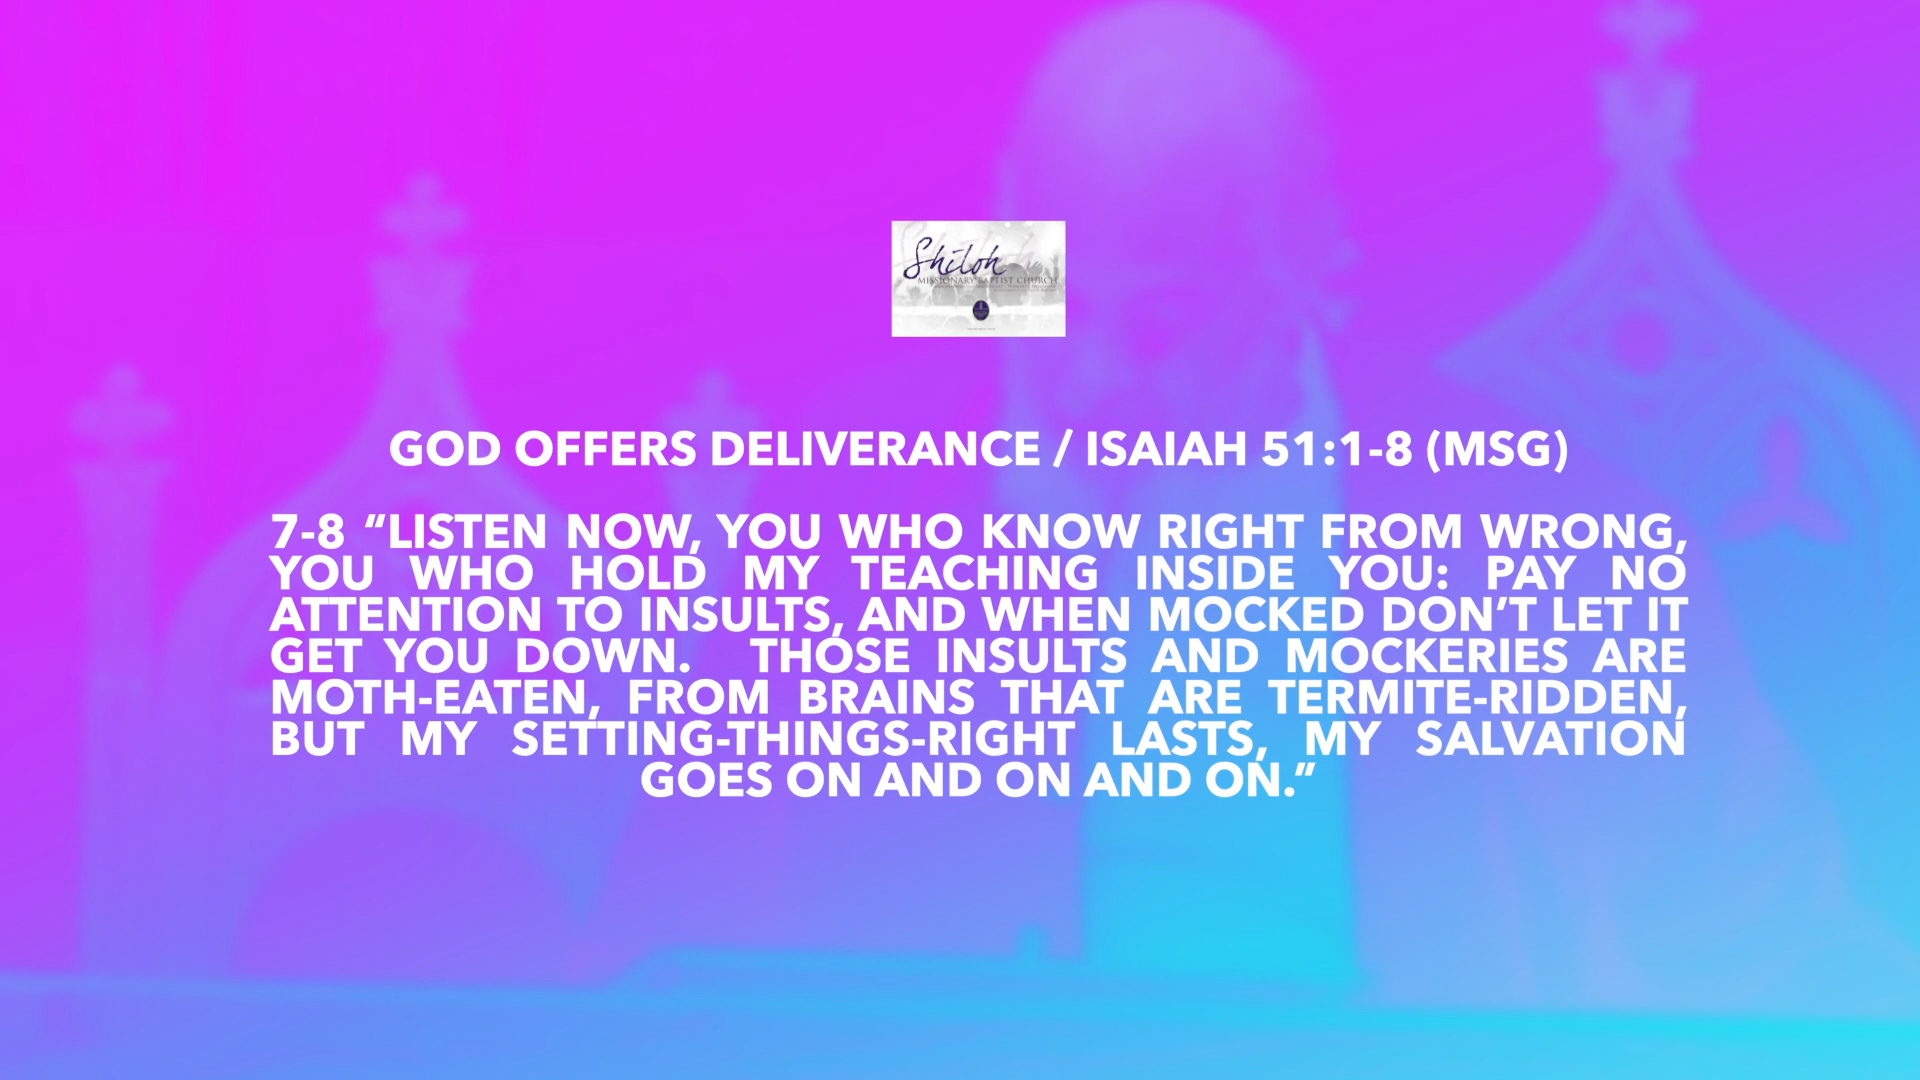 Shiloh
MISSIONARY BAPTIST CHURCH
GOD OFFERS DELIVERANCE / ISAIAH 51:1-8 (MSG)
7-8 “LISTEN NOW, YOU WHO KNOW RIGHT FROM WRONG,
YOU WHO HOLD MY TEACHING INSIDE YOU: PAY NO
ATTENTION TO INSULTS, AND WHEN MOCKED DON’T LET IT
GET YOU DOWN. THOSE INSULTS AND MOCKERIES ARE
MOTH-EATEN, FROM BRAINS THAT ARE TERMITE-RIDDEN,
BUT MY SETTING-THINGS-RIGHT LASTS, MY SALVATION
GOES ON AND ON AND ON.”